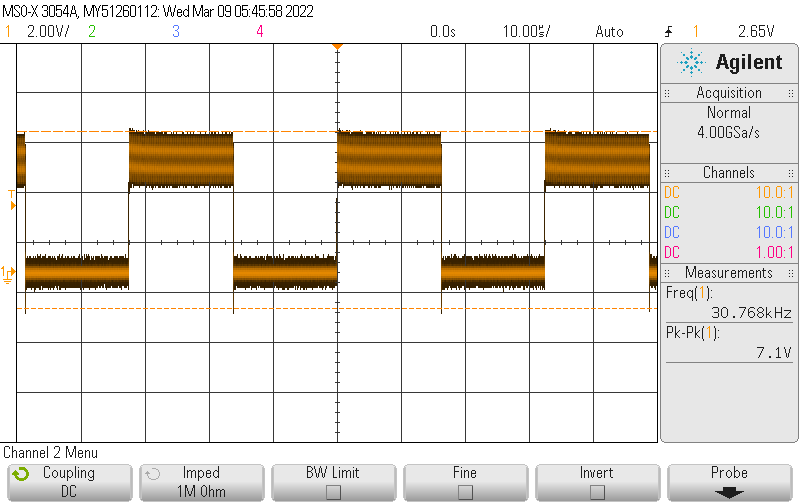 MSO-X 3054A, MY51260112: Wed Mar 09 05:45:58 2022
1 2.00V/ 2 3 4 0.0s 10.00us/ Auto 1 2.65V
Agilent
Acquisition
Normal
4.00GSa/s
Channels
DC 10.0:1
DC 10.0:1
DC 10.0:1
DC 1.00:1
Measurements
Freq(1):
30.768kHz
Pk-Pk(1):
7.1V
T
1
Channel 2 Menu
Coupling
DC
Imped
1M Ohm
BW Limit
Fine
Invert
Probe